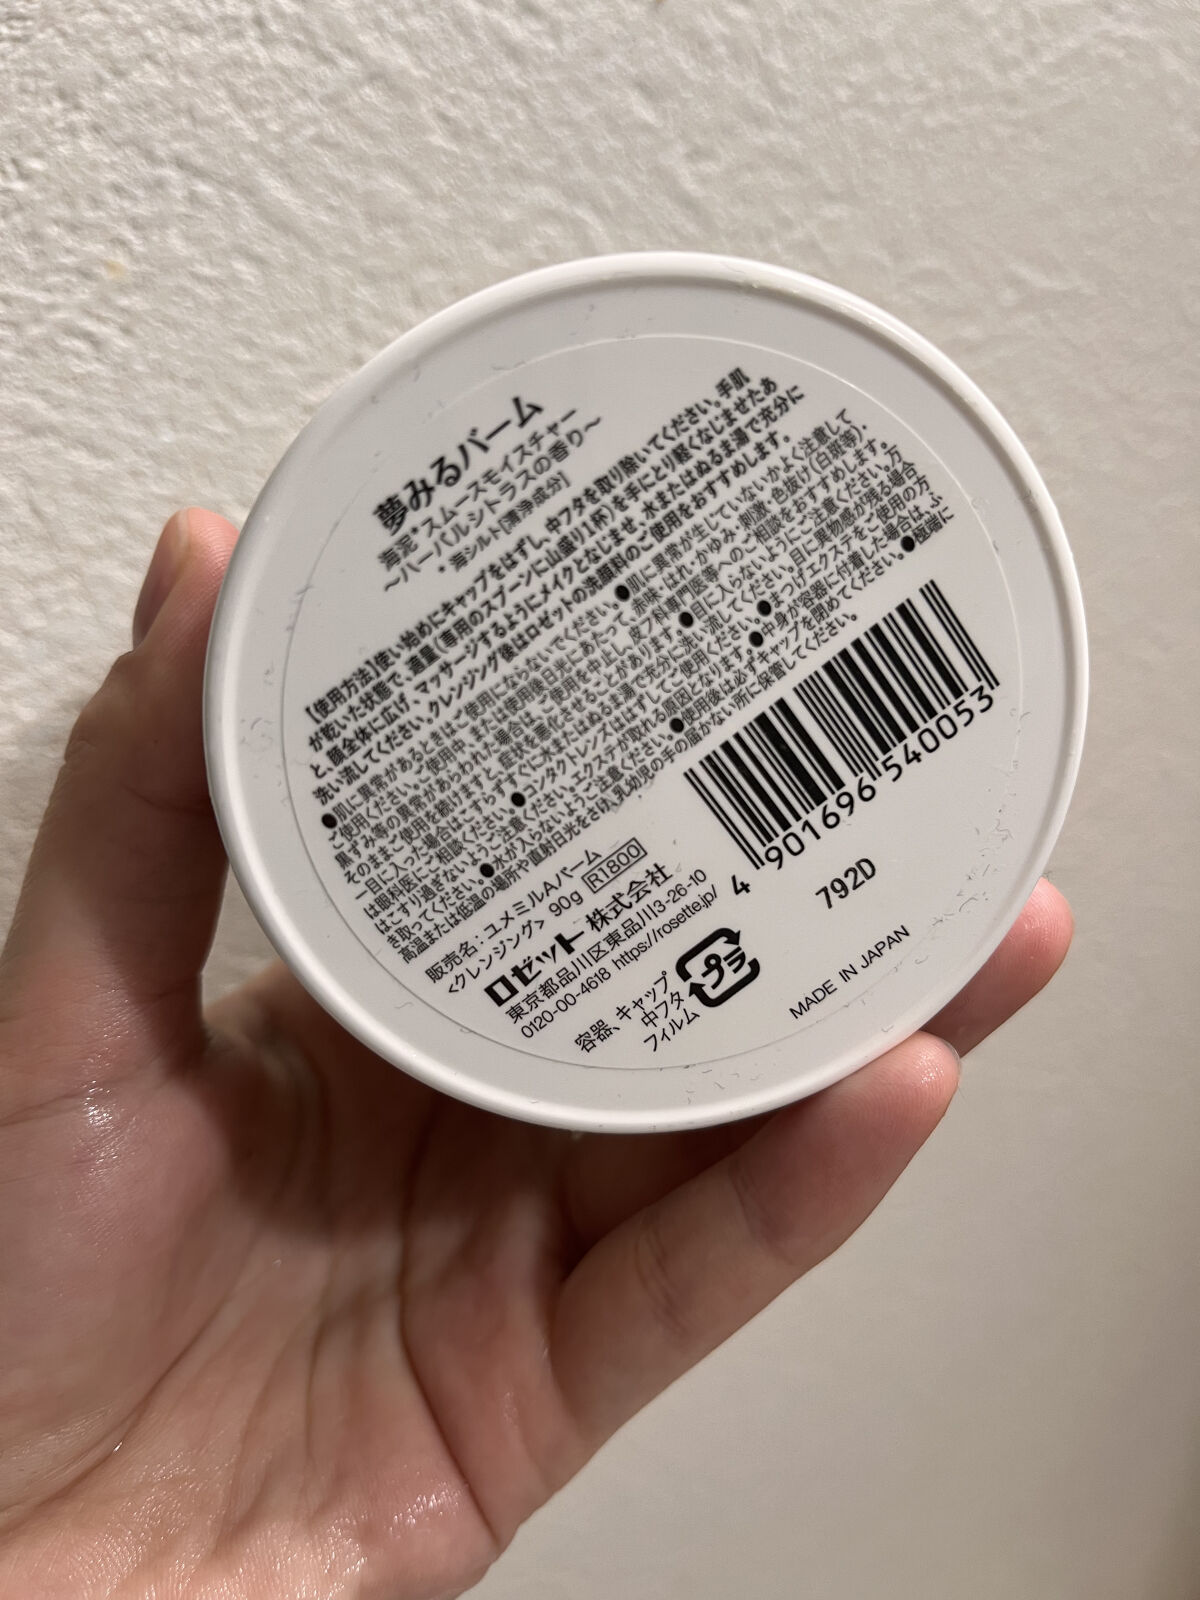 夢みるバーム
海泥*スムースモイスチャー
～ハーバルシトラスの香り～
*海シルト[清浄成分]
【使用方法】使い始めにキャップをはずし、中フタを取り除いてください。手肌
が乾いた状態で、適量(専用のスプーンに山盛り1杯)を手にとり軽くなじませたあ
と、顔全体に広げ、マッサージするようにメイクとなじませ、水またはぬるま湯で充分に
洗い流してください。クレンジング後はロゼットの洗顔料のご使用をおすすめします。
●肌に異常があるときはご使用にならないでください。●肌に異常が生じていないかよく注意して
ご使用ください。ご使用中、または使用後日光にあたって、赤味・はれ・かゆみ・刺激・色抜け(白斑等)、
黒ずみ等の異常があらわれた場合は、ご使用を中止し、皮フ科専門医等へのご相談をおすすめします。
そのままご使用を続けますと、症状を悪化させることがあります。●目に入らないようにご注意ください。万
一目に入った場合はこすらずすぐに水またはぬるま湯で充分に洗い流してください。目に異物感が残る場合
は眼科医にご相談ください。●コンタクトレンズははずしてご使用ください。●まつげエクステをご使用の方
はこすり過ぎないようご注意ください。エクステが取れる原因となります。●中身が容器に付着した場合は、ふ
き取ってください。●水が入らないようご注意ください。●使用後は必ずキャップを閉めてください。●極端に
高温または低温の場所や直射日光をさけ、乳幼児の手の届かない所に保管してください。
販売名：ユメミルAバーム
<クレンジング> 90g R1800
ロゼット株式会社
東京都品川区東品川3-26-10
0120-00-4618 https://rosette.jp/
容器、キャップ
中フタ
フィルム
プラ
4 901696 540053
792D
MADE IN JAPAN